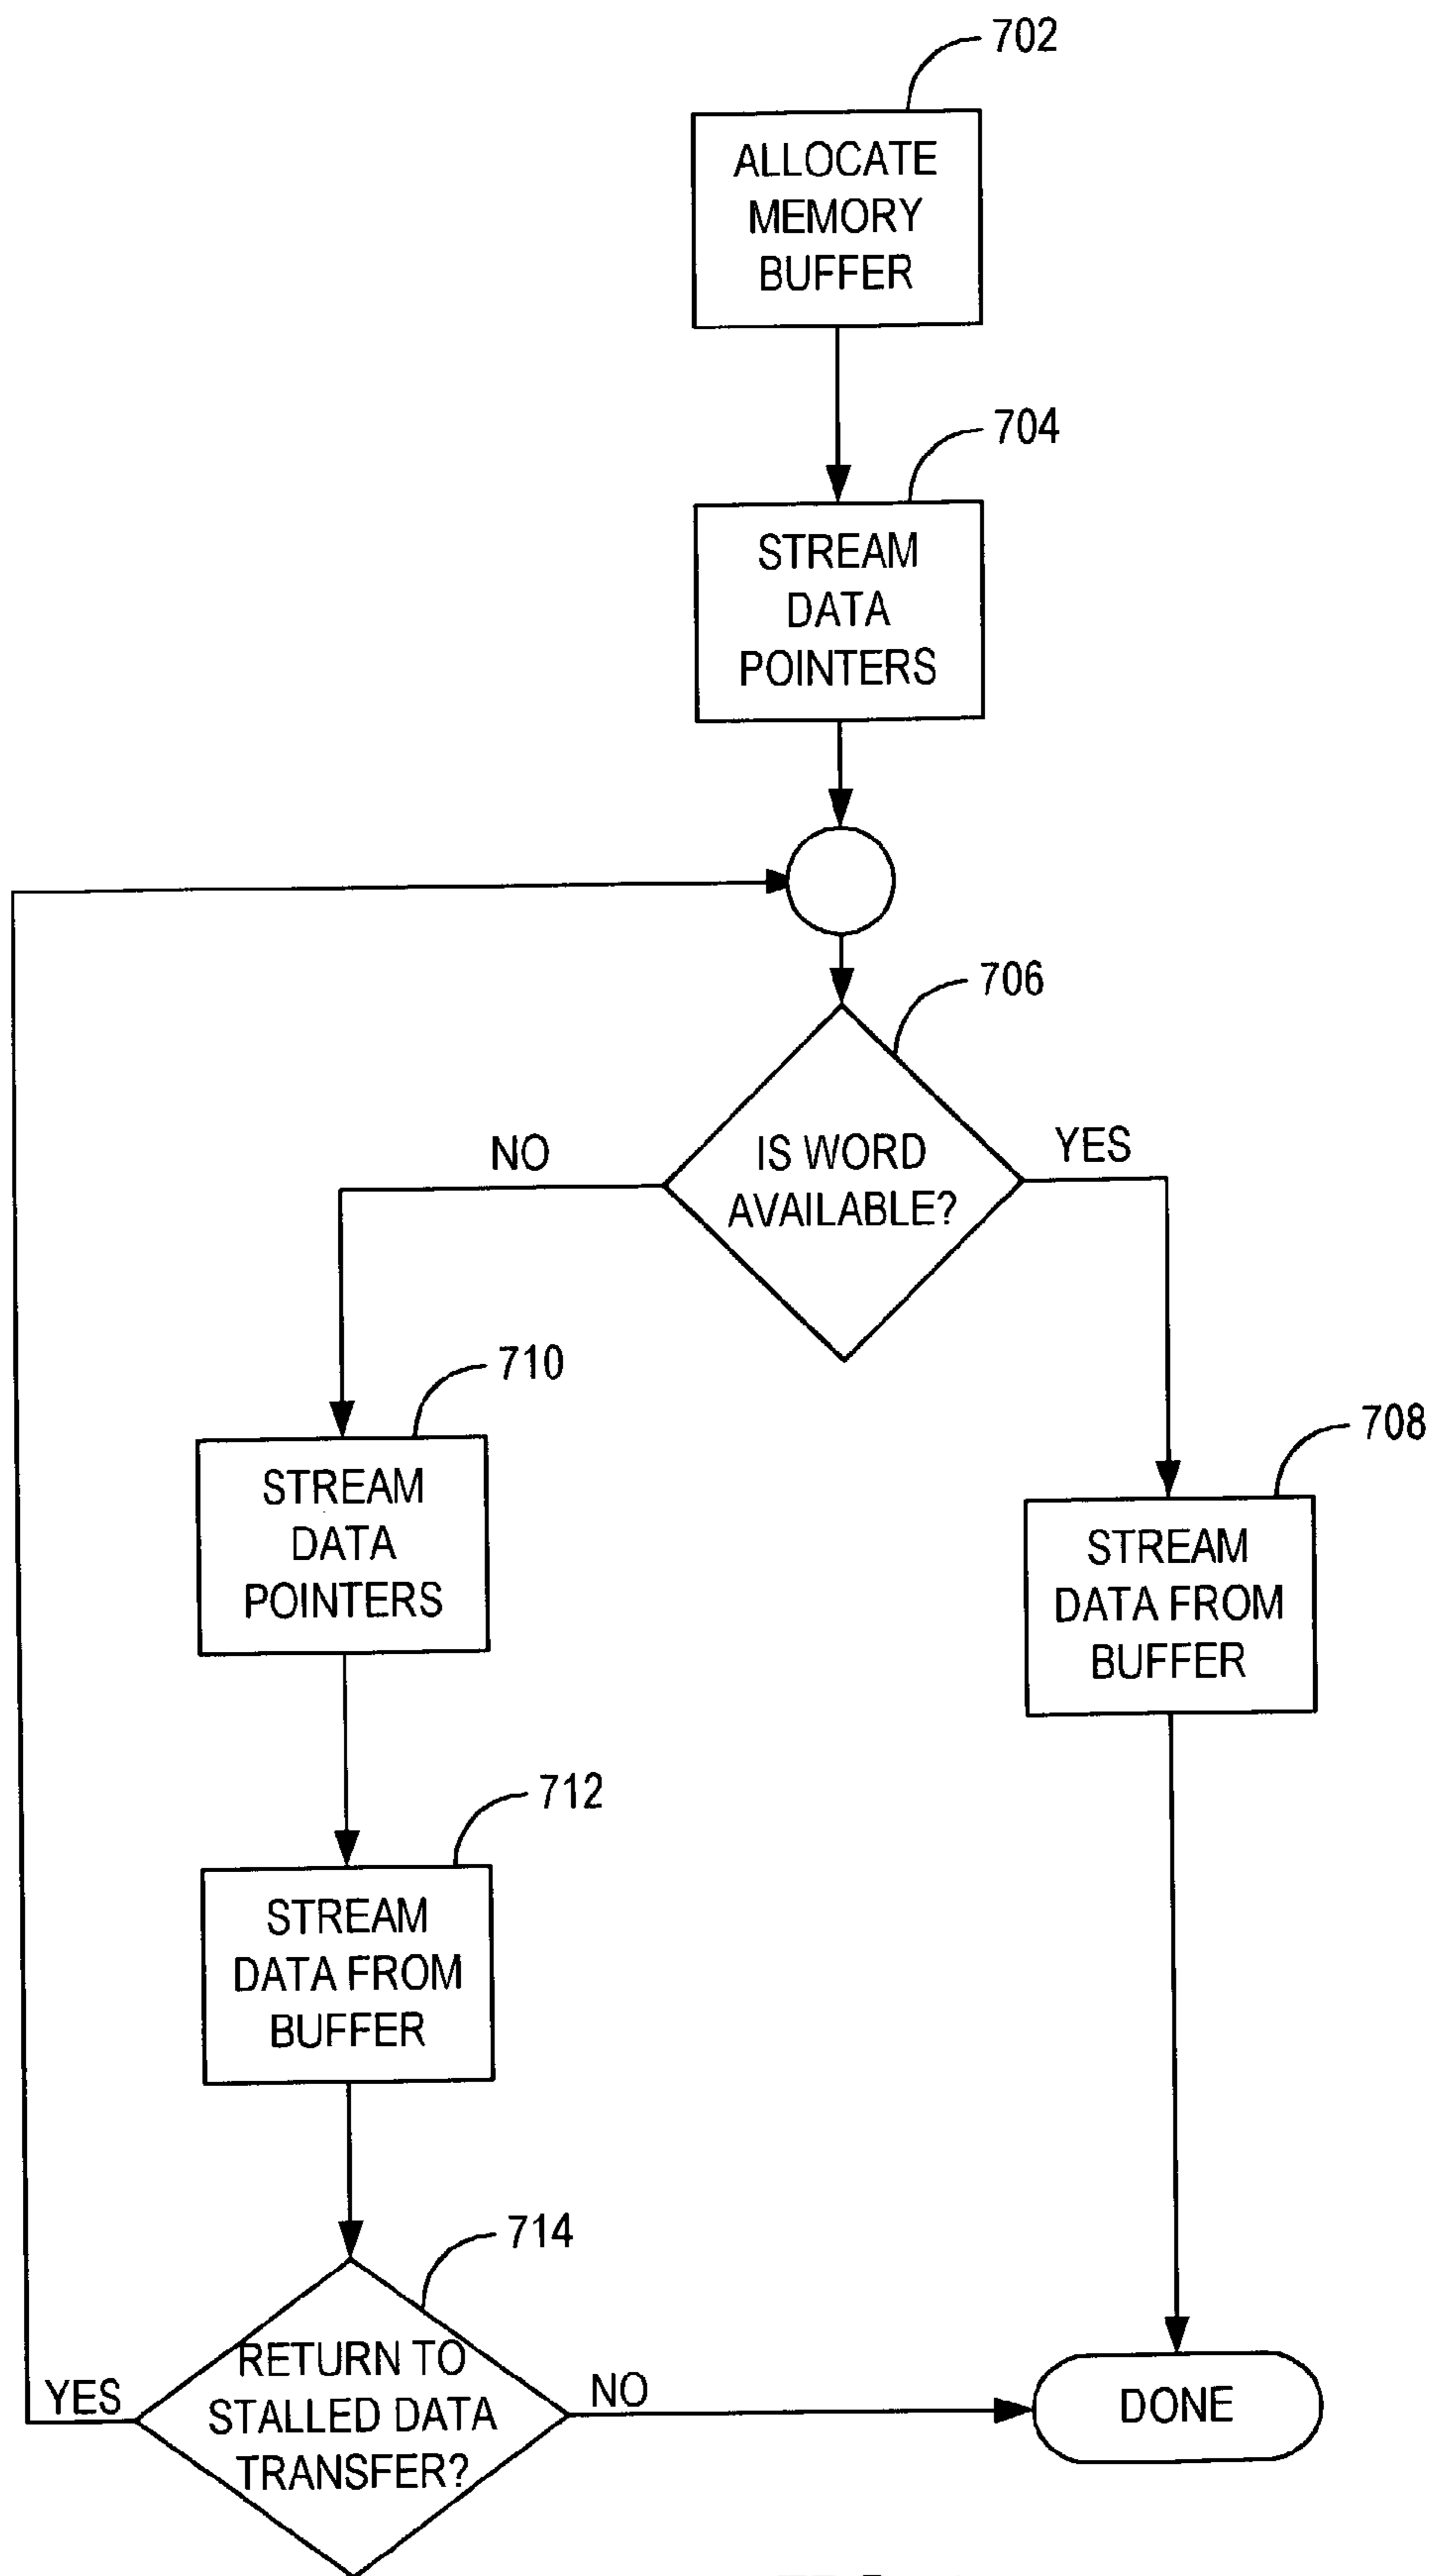 702
ALLOCATE
MEMORY
BUFFER
704
STREAM
DATA
POINTERS
706
IS WORD
AVAILABLE?
NO
YES
710
STREAM
DATA
POINTERS
708
STREAM
DATA FROM
BUFFER
712
STREAM
DATA FROM
BUFFER
714
RETURN TO
STALLED DATA
TRANSFER?
YES
NO
DONE